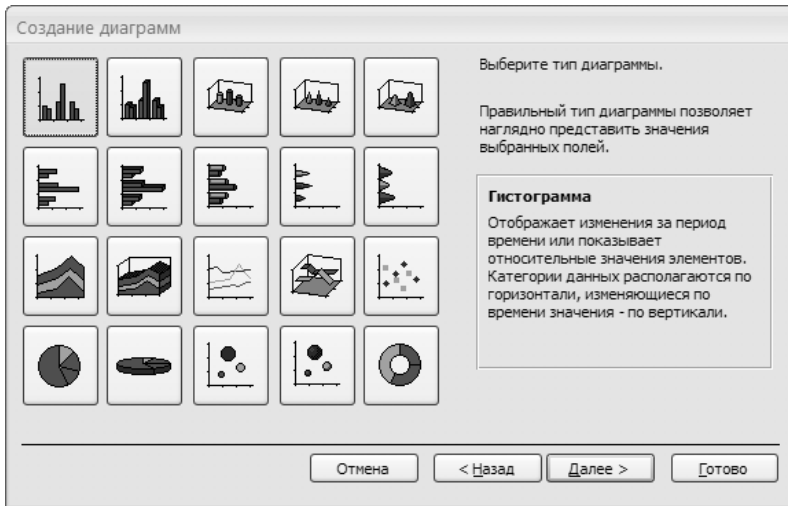 Создание диаграмм
Выберите тип диаграммы.
Правильный тип диаграммы позволяет
наглядно представить значения
выбранных полей.
Гистограмма
Отображает изменения за период
времени или показывает
относительные значения элементов.
Категории данных располагаются по
горизонтали, изменяющиеся по
времени значения - по вертикали.
Отмена
< Назад
Далее >
Готово